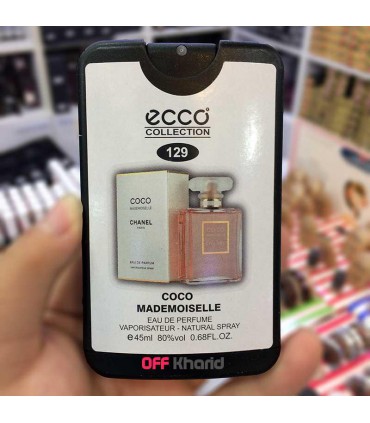 ecco
COLLECTION
129
COCO
MADEMOISELLE
CHANEL
PARIS
EAU DE PARFUM
COCO
MADEMOISELLE
EAU DE PERFUME
VAPORISATEUR - NATURAL SPRAY
e45ml 80%vol 0.68FL.OZ.
OFF Kharid